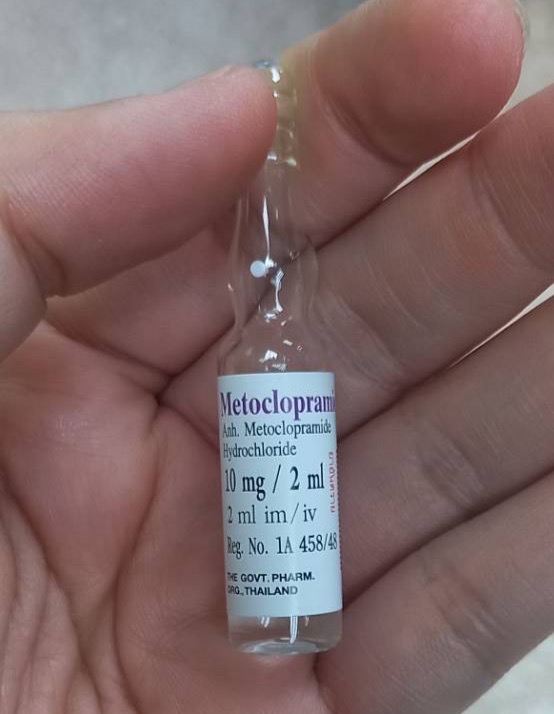 Metocloprami
Anh. Metoclopramide
Hydrochloride
10 mg / 2 ml
2 ml im/iv
Reg. No. 1A 458/48
THE GOVT. PHARM.
ORG., THAILAND